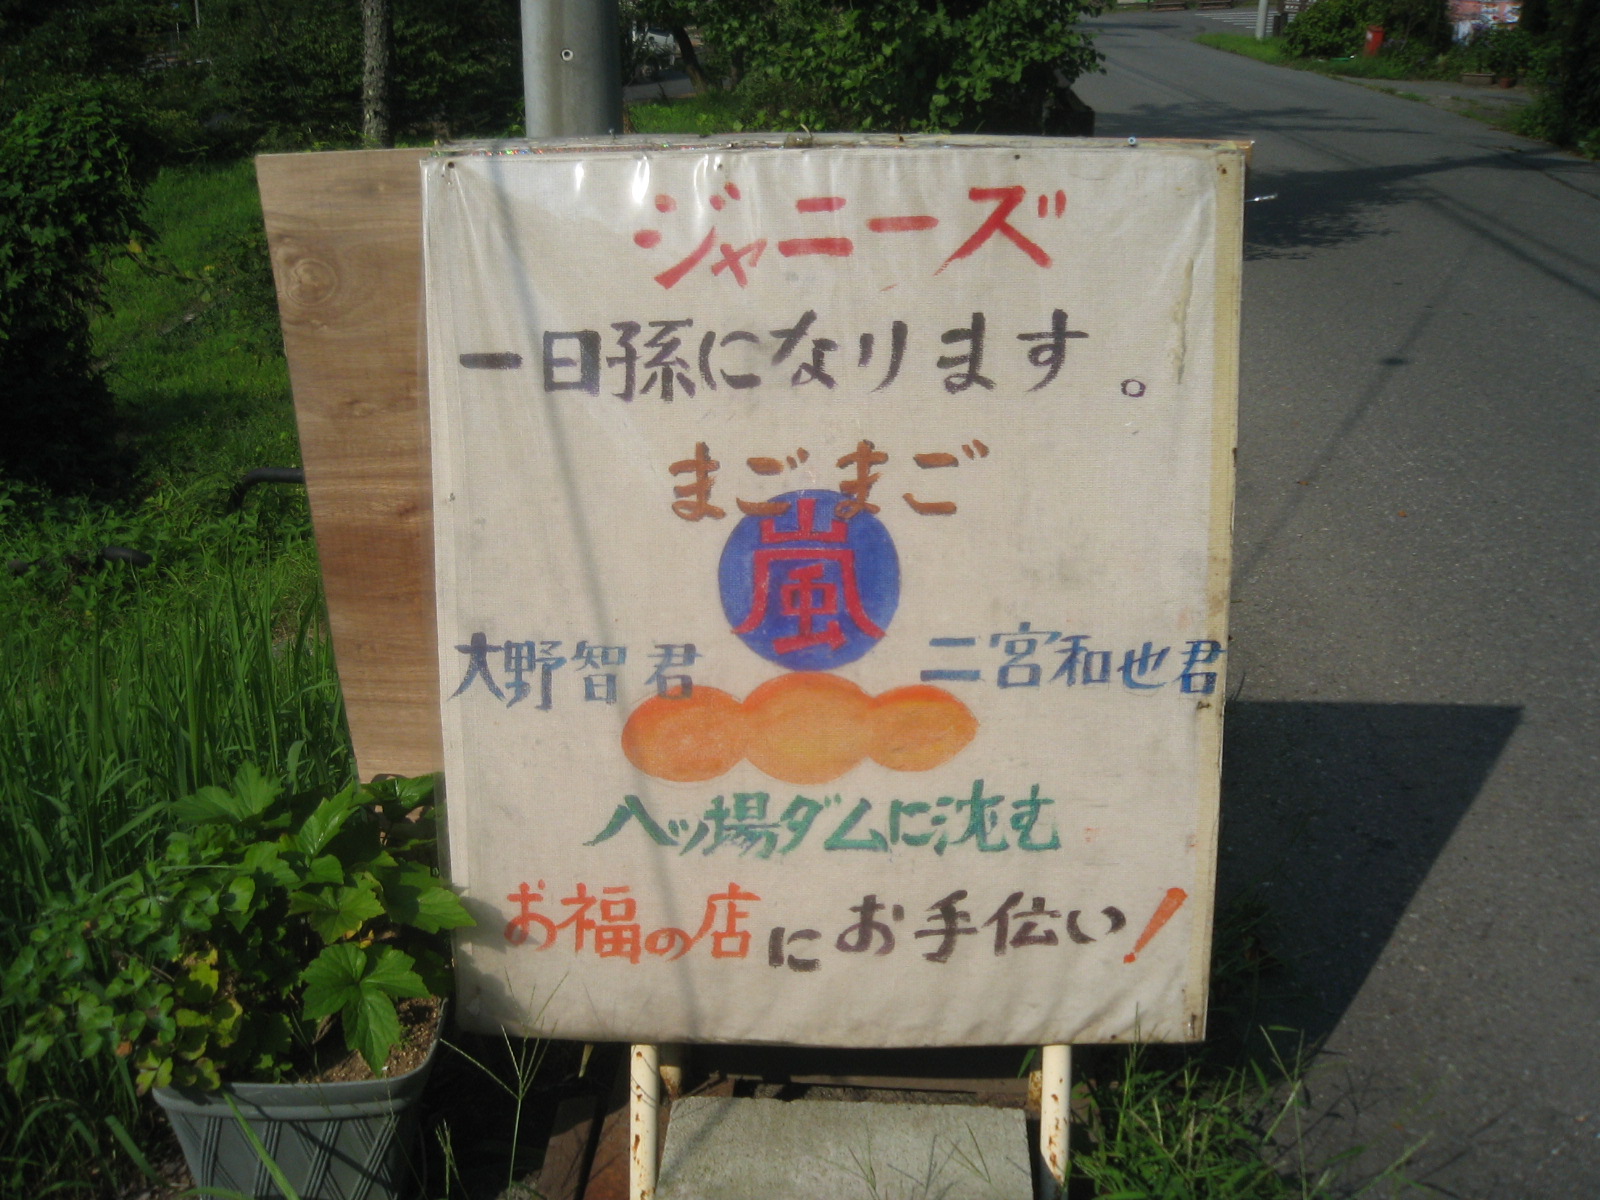 ジャニーズ
一日孫になります。
まごまご
嵐
大野智君 二宮和也君
八ッ場ダムに沈む
お福の店にお手伝い!